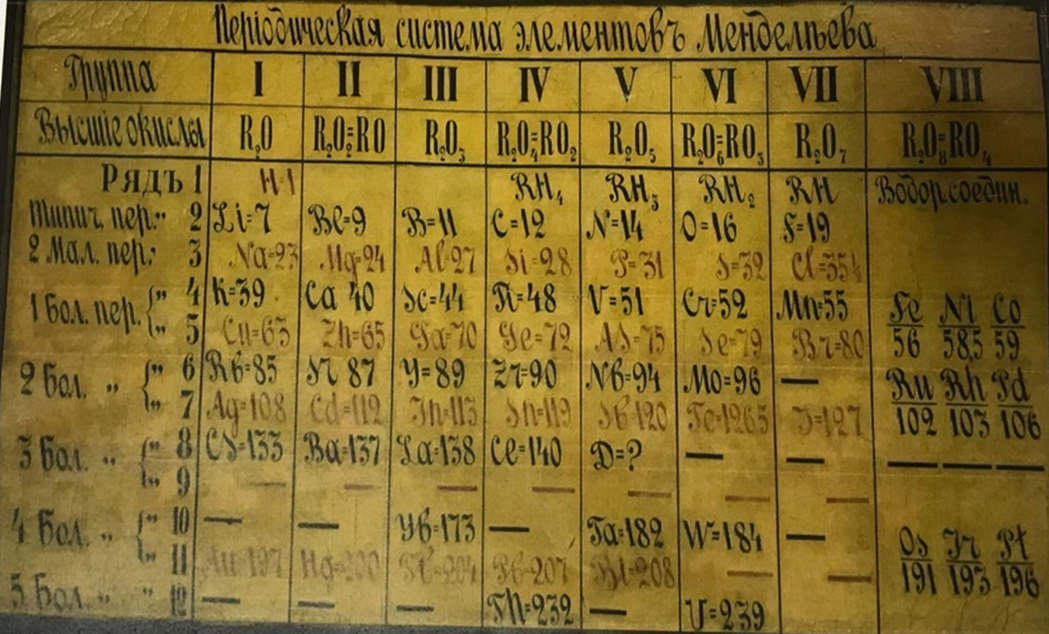 Періодическая система элементовъ Менделѣева
Группа I II III IV V VI VII VIII
Высшіе окислы R₂O R₂O₂=RO R₂O₃ R₂O₄=RO₂ R₂O₅ R₂O₆=RO₃ R₂O₇ R₂O₈=RO₄
Рядъ 1 H=1 RH₄ RH₃ RH₂ RH Водор. соедин.
Типич. пер. „ 2 Li=7 Be=9 B=11 C=12 N=14 O=16 F=19
2 Мал. пер. 3 Na=23 Mg=24 Al=27 Si=28 P=31 S=32 Cl=35½
1 бол. пер. { „ 4 K=39 Ca 40 Sc=44 Ti=48 V=51 Cr=52 Mn=55 Fe Ni Co
„ 5 Cu=63 Zn=65 Ga=70 Ge=72 As=75 Se=79 Br=80 56 58,5 59
2 бол. „ { „ 6 Rb=85 Sr 87 Y=89 Zr=90 Nb=94 Mo=96 — Ru Rh Pd
„ 7 Ag=108 Cd=112 In=113 Sn=119 Sb=120 Te=126,5 J=127 102 103 106
3 бол. „ { „ 8 Cs=133 Ba=137 La=138 Ce=140 D=? — — — — —
„ 9 — — — — — — —
4 бол. „ { „ 10 — — Yb=173 — Ta=182 W=184 — Os Ir Pt
„ 11 Au=197 Hg=200 Tl=204 Pb=207 Bi=208 — — 191 193 196
5 бол. „ „ 12 — — — Th=232 — U=239